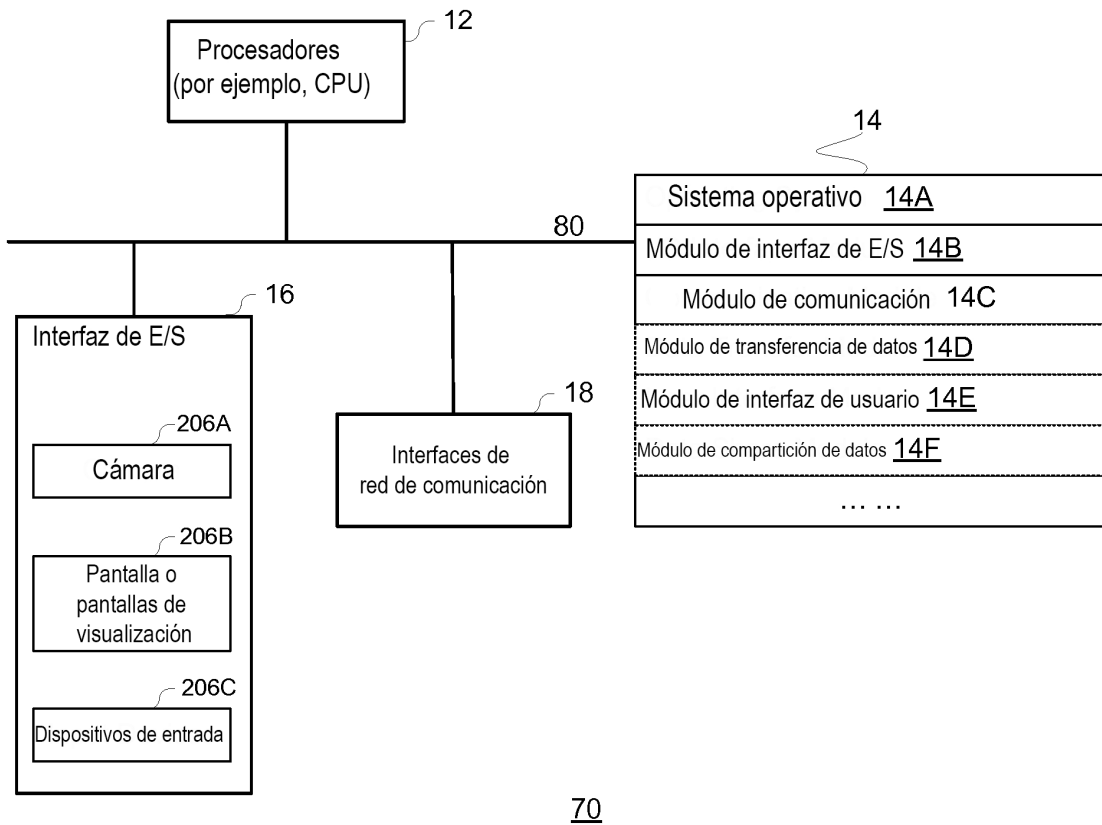 12
Procesadores
(por ejemplo, CPU)
14
Sistema operativo 14A
80
Módulo de interfaz de E/S 14B
Módulo de comunicación 14C
Módulo de transferencia de datos 14D
Módulo de interfaz de usuario 14E
Módulo de compartición de datos 14F
... ...
16
Interfaz de E/S
206A
Cámara
206B
Pantalla o
pantallas de
visualización
206C
Dispositivos de entrada
18
Interfaces de
red de comunicación
70